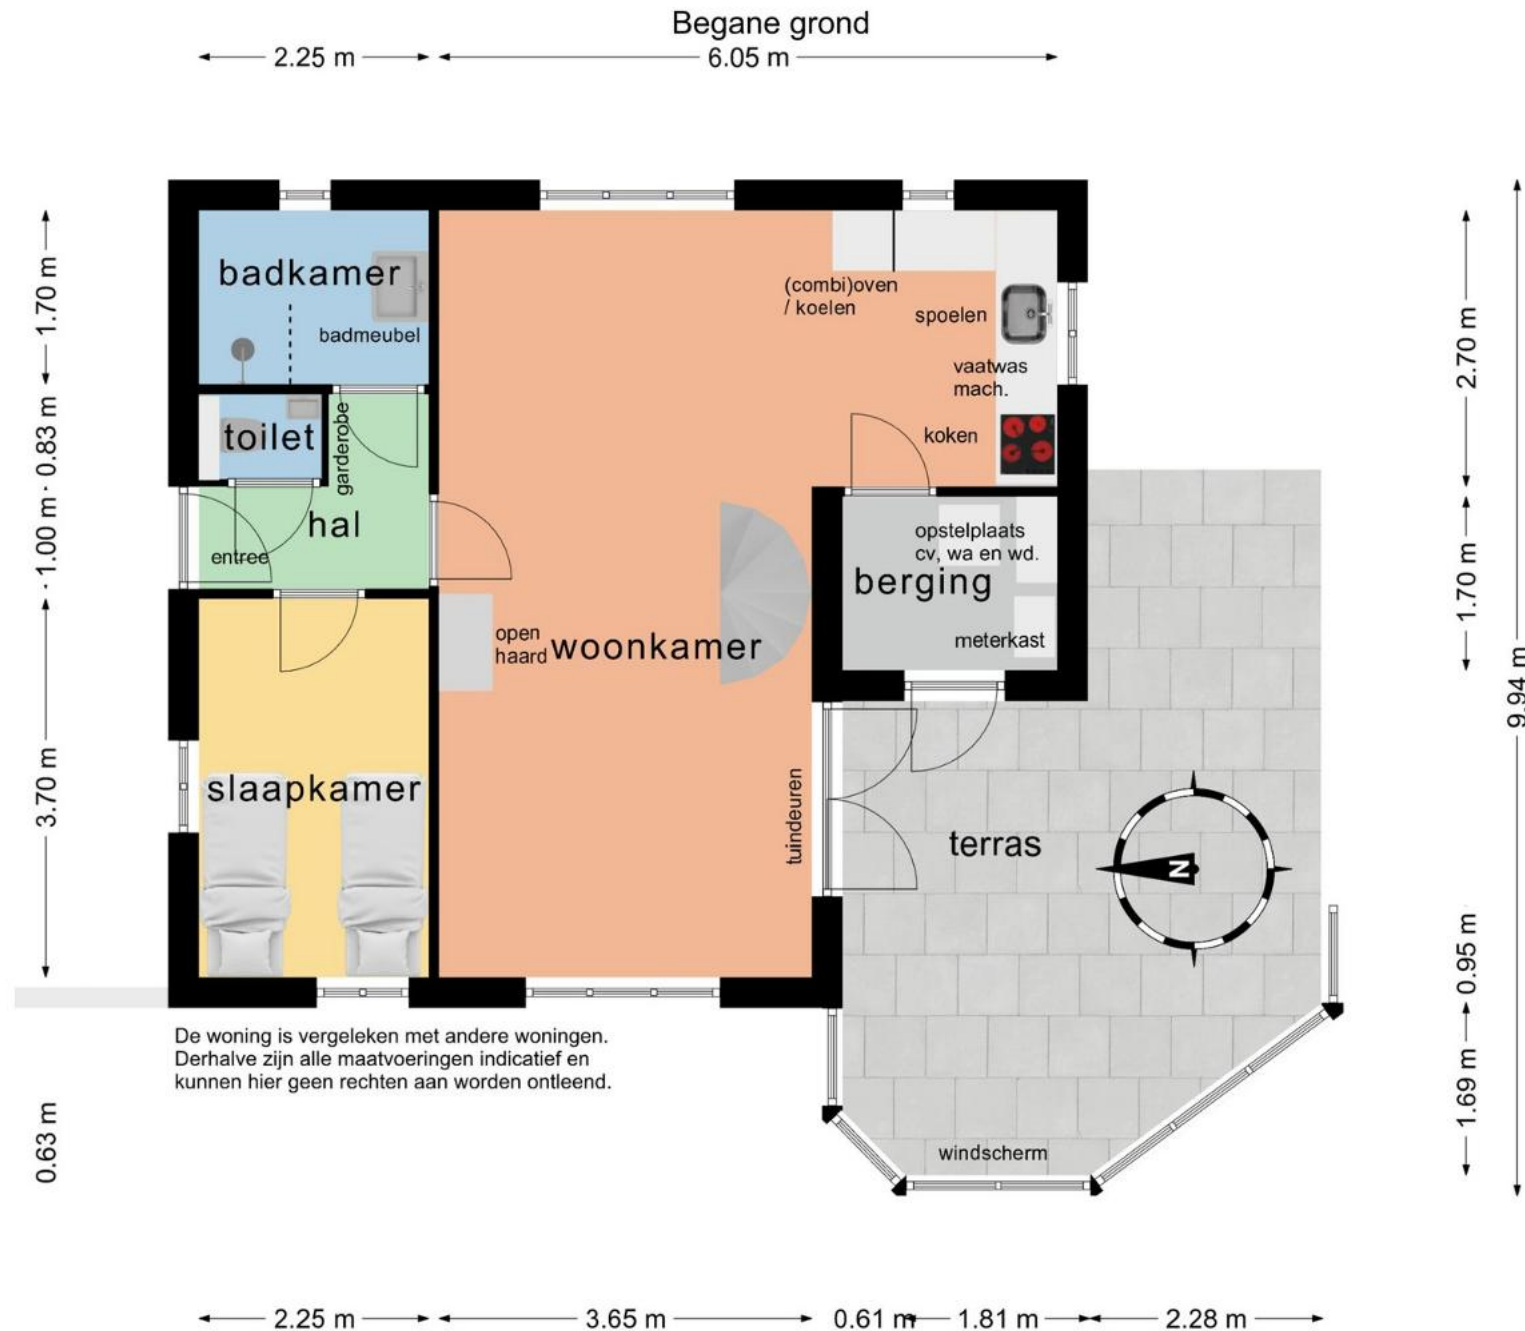 Begane grond
2.25 m
6.05 m
badkamer
badmeubel
(combi)oven
/ koelen
spoelen
vaatwas
mach.
koken
toilet
garderobe
hal
entree
opstelplaats
cv, wa en wd.
berging
meterkast
open
haard
woonkamer
slaapkamer
tuindeuren
terras
N
windscherm
De woning is vergeleken met andere woningen.
Derhalve zijn alle maatvoeringen indicatief en
kunnen hier geen rechten aan worden ontleend.
1.70 m
0.83 m
1.00 m
3.70 m
0.63 m
2.70 m
1.70 m
0.95 m
1.69 m
9.94 m
2.25 m
3.65 m
0.61 m
1.81 m
2.28 m